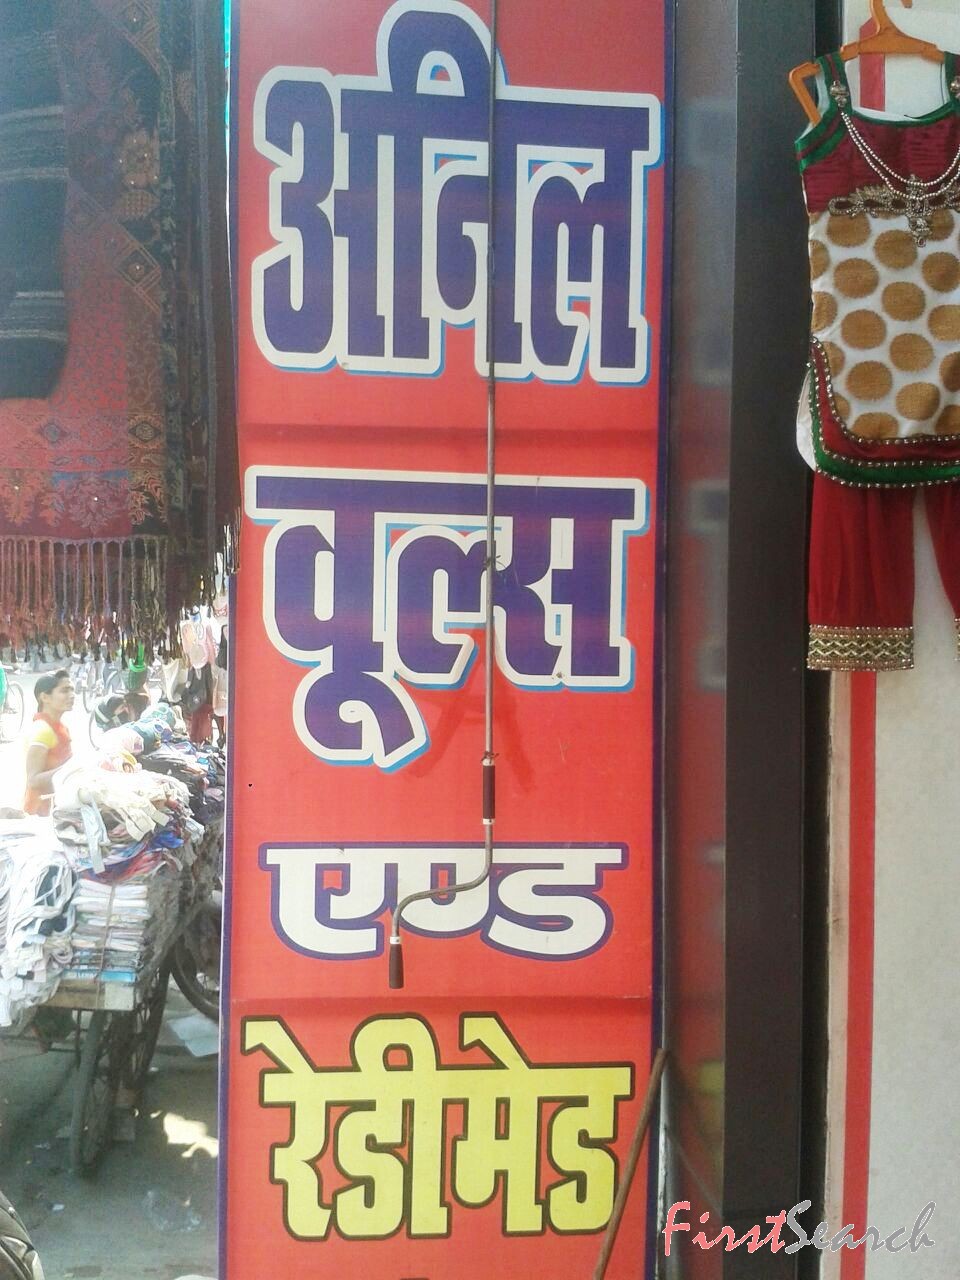 अनिल
वूल्स
एण्ड
रेडीमेड
FirstSearch